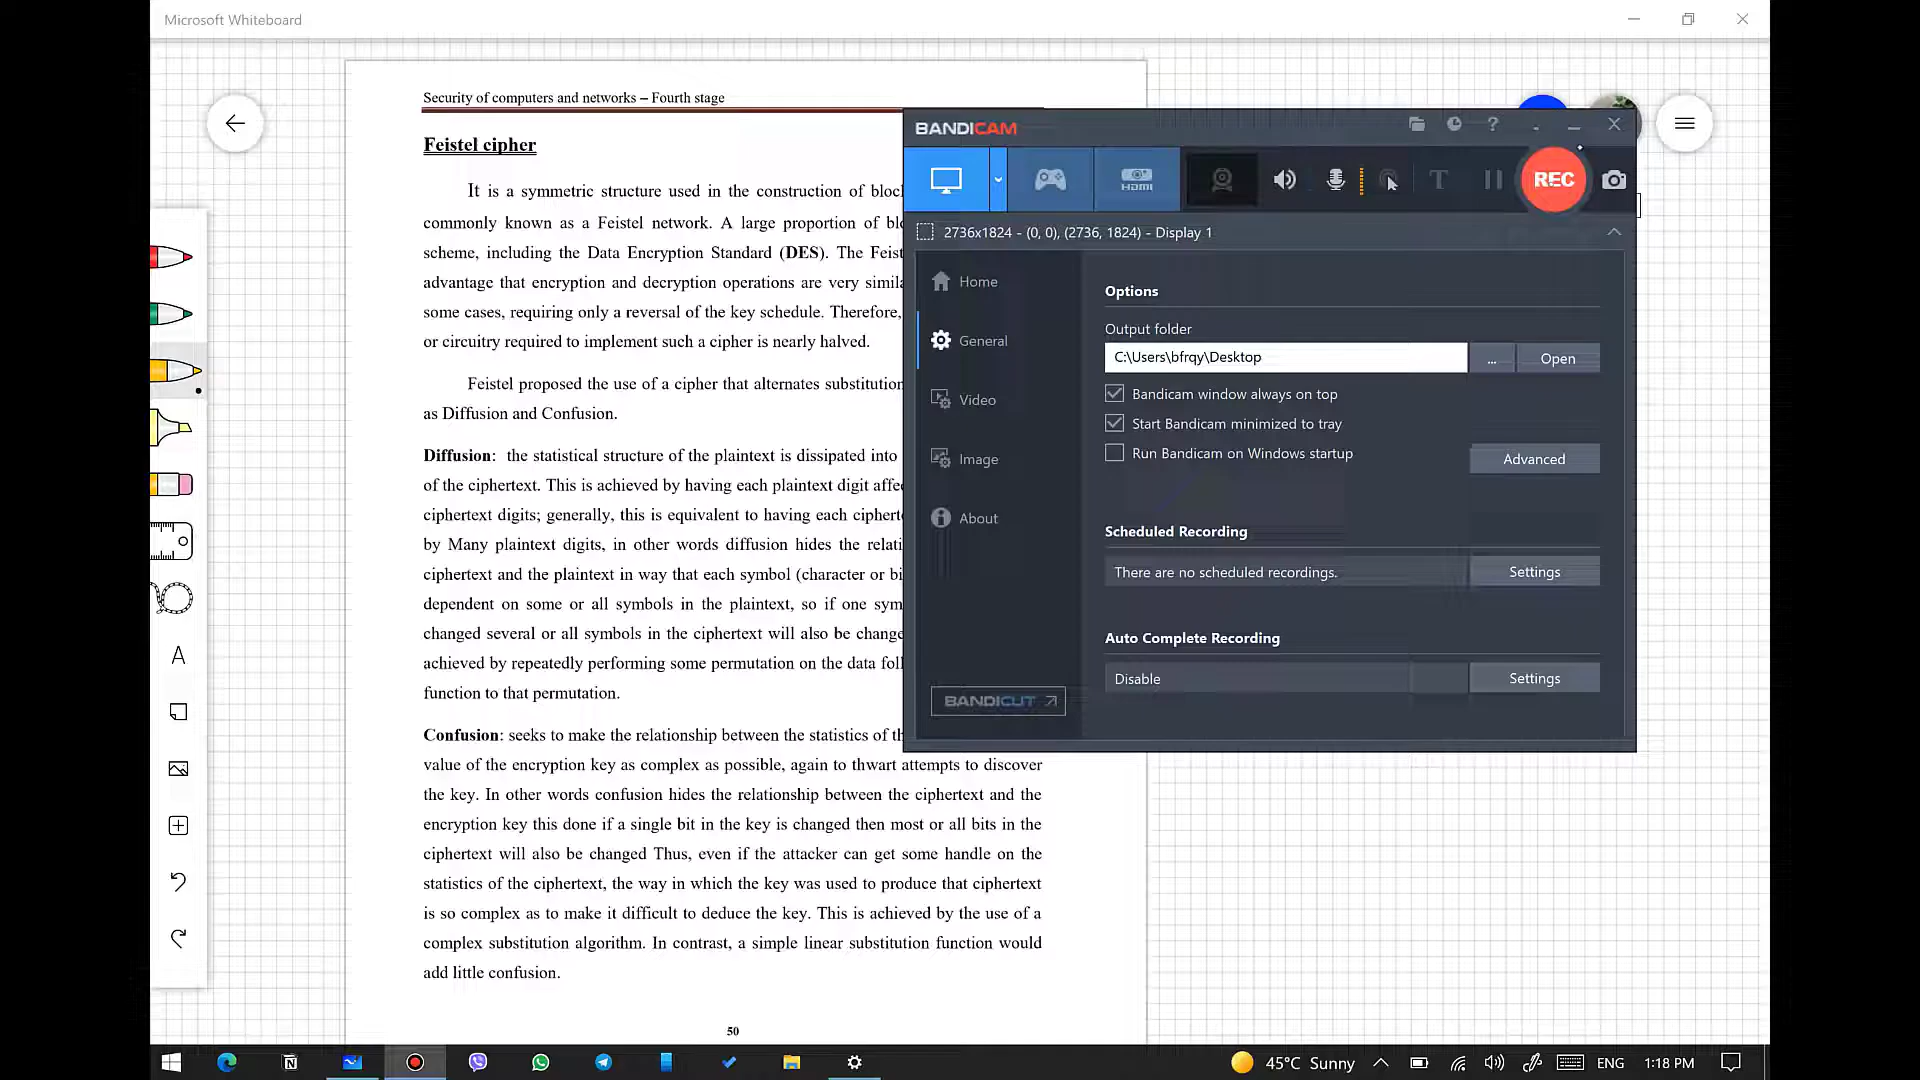 Microsoft Whiteboard
Security of computers and networks – Fourth stage
Feistel cipher
It is a symmetric structure used in the construction of bloc
commonly known as a Feistel network. A large proportion of blo
scheme, including the Data Encryption Standard (DES). The Feist
advantage that encryption and decryption operations are very simila
some cases, requiring only a reversal of the key schedule. Therefore,
or circuitry required to implement such a cipher is nearly halved.
Feistel proposed the use of a cipher that alternates substitution
as Diffusion and Confusion.
Diffusion: the statistical structure of the plaintext is dissipated into
of the ciphertext. This is achieved by having each plaintext digit affec
ciphertext digits; generally, this is equivalent to having each cipherte
by Many plaintext digits, in other words diffusion hides the relati
ciphertext and the plaintext in way that each symbol (character or bi
dependent on some or all symbols in the plaintext, so if one sym
changed several or all symbols in the ciphertext will also be change
achieved by repeatedly performing some permutation on the data foll
function to that permutation.
Confusion: seeks to make the relationship between the statistics of th
value of the encryption key as complex as possible, again to thwart attempts to discover
the key. In other words confusion hides the relationship between the ciphertext and the
encryption key this done if a single bit in the key is changed then most or all bits in the
ciphertext will also be changed Thus, even if the attacker can get some handle on the
statistics of the ciphertext, the way in which the key was used to produce that ciphertext
is so complex as to make it difficult to deduce the key. This is achieved by the use of a
complex substitution algorithm. In contrast, a simple linear substitution function would
add little confusion.
50
BANDICAM
HDMI
T
REC
2736x1824 - (0, 0), (2736, 1824) - Display 1
Home
General
Video
Image
About
BANDICUT
Options
Output folder
C:\Users\bfrqy\Desktop
...
Open
Bandicam window always on top
Start Bandicam minimized to tray
Run Bandicam on Windows startup
Advanced
Scheduled Recording
There are no scheduled recordings.
Settings
Auto Complete Recording
Disable
Settings
A
45°C Sunny
ENG
1:18 PM